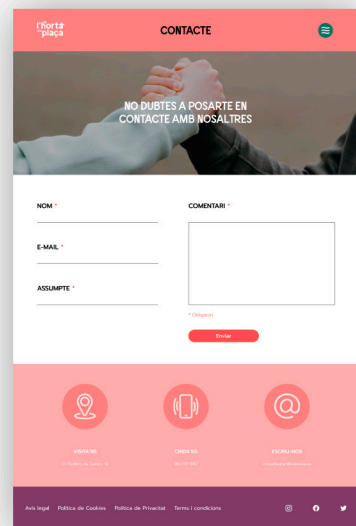 l'horta
plaça
CONTACTE
NO DUBTES A POSARTE EN
CONTACTE AMB NOSALTRES
NOM *
COMENTARI *
E-MAIL *
ASSUMPTE *
* Obligatori
Enviar
VISITA'NS
CRIDA'NS
ESCRIU-NOS
Avis legal Política de Cookies Política de Privacitat Terms i condicions